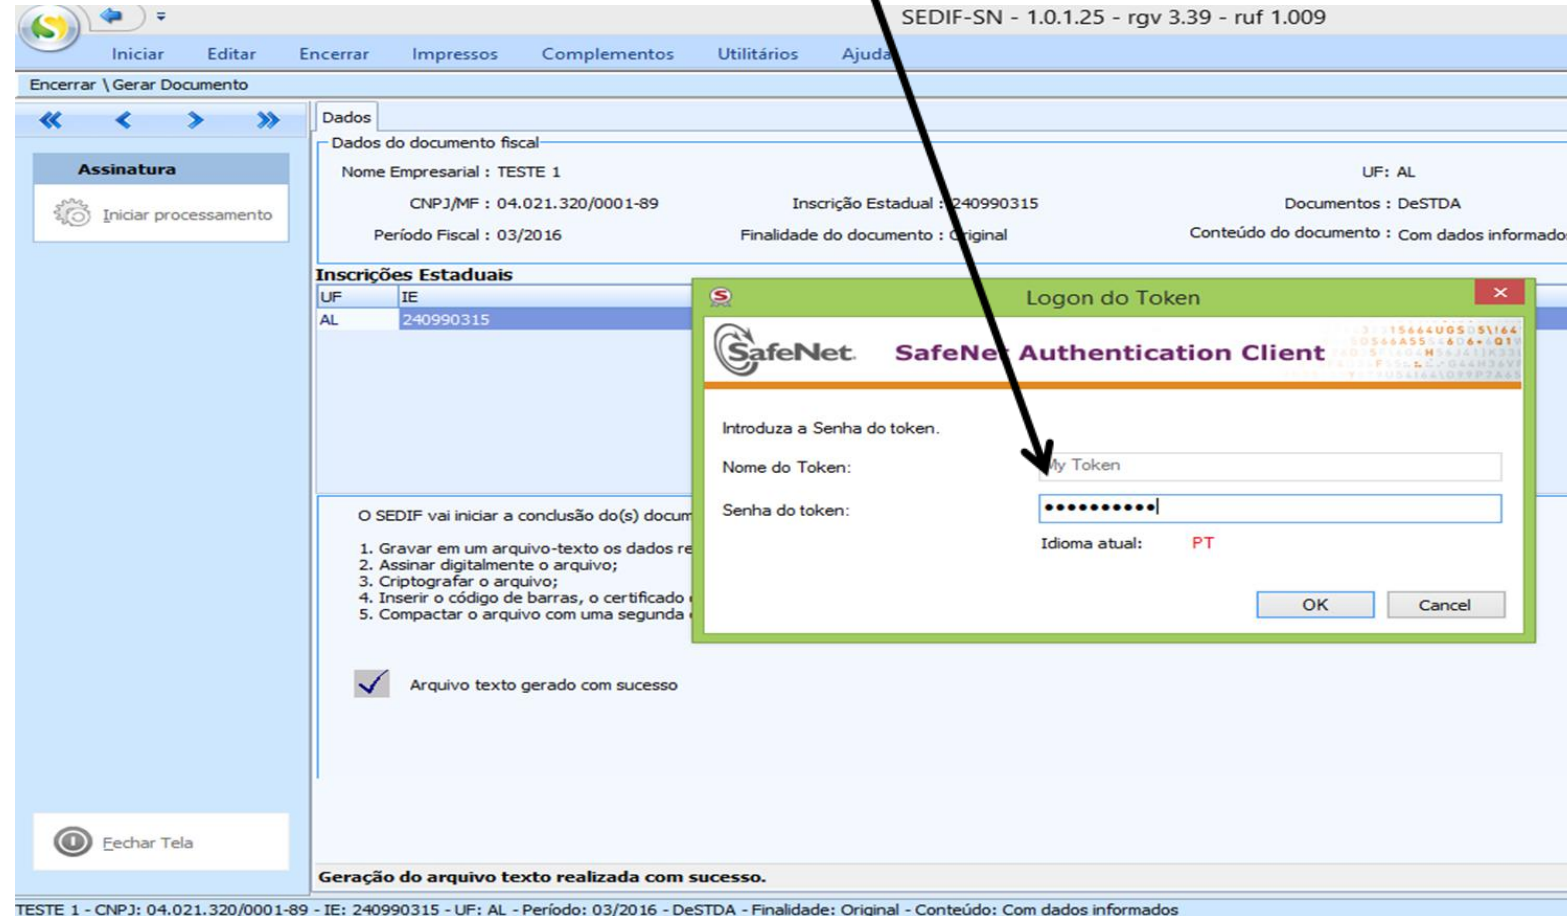 SEDIF-SN - 1.0.1.25 - rgv 3.39 - ruf 1.009
Iniciar Editar Encerrar Impressos Complementos Utilitários Ajuda
Encerrar \ Gerar Documento
Dados
Dados do documento fiscal
Assinatura
Nome Empresarial : TESTE 1 UF: AL
Iniciar processamento
CNPJ/MF : 04.021.320/0001-89 Inscrição Estadual : 240990315 Documentos : DeSTDA
Período Fiscal : 03/2016 Finalidade do documento : Original Conteúdo do documento : Com dados informado
Inscrições Estaduais
UF IE
AL 240990315
Logon do Token
SafeNet. SafeNet Authentication Client
Introduza a Senha do token.
Nome do Token: My Token
Senha do token: ••••••••••
Idioma atual: PT
OK Cancel
O SEDIF vai iniciar a conclusão do(s) docum
1. Gravar em um arquivo-texto os dados re
2. Assinar digitalmente o arquivo;
3. Criptografar o arquivo;
4. Inserir o código de barras, o certificado
5. Compactar o arquivo com uma segunda
Arquivo texto gerado com sucesso
Fechar Tela
Geração do arquivo texto realizada com sucesso.
TESTE 1 - CNPJ: 04.021.320/0001-89 - IE: 240990315 - UF: AL - Período: 03/2016 - DeSTDA - Finalidade: Original - Conteúdo: Com dados informados